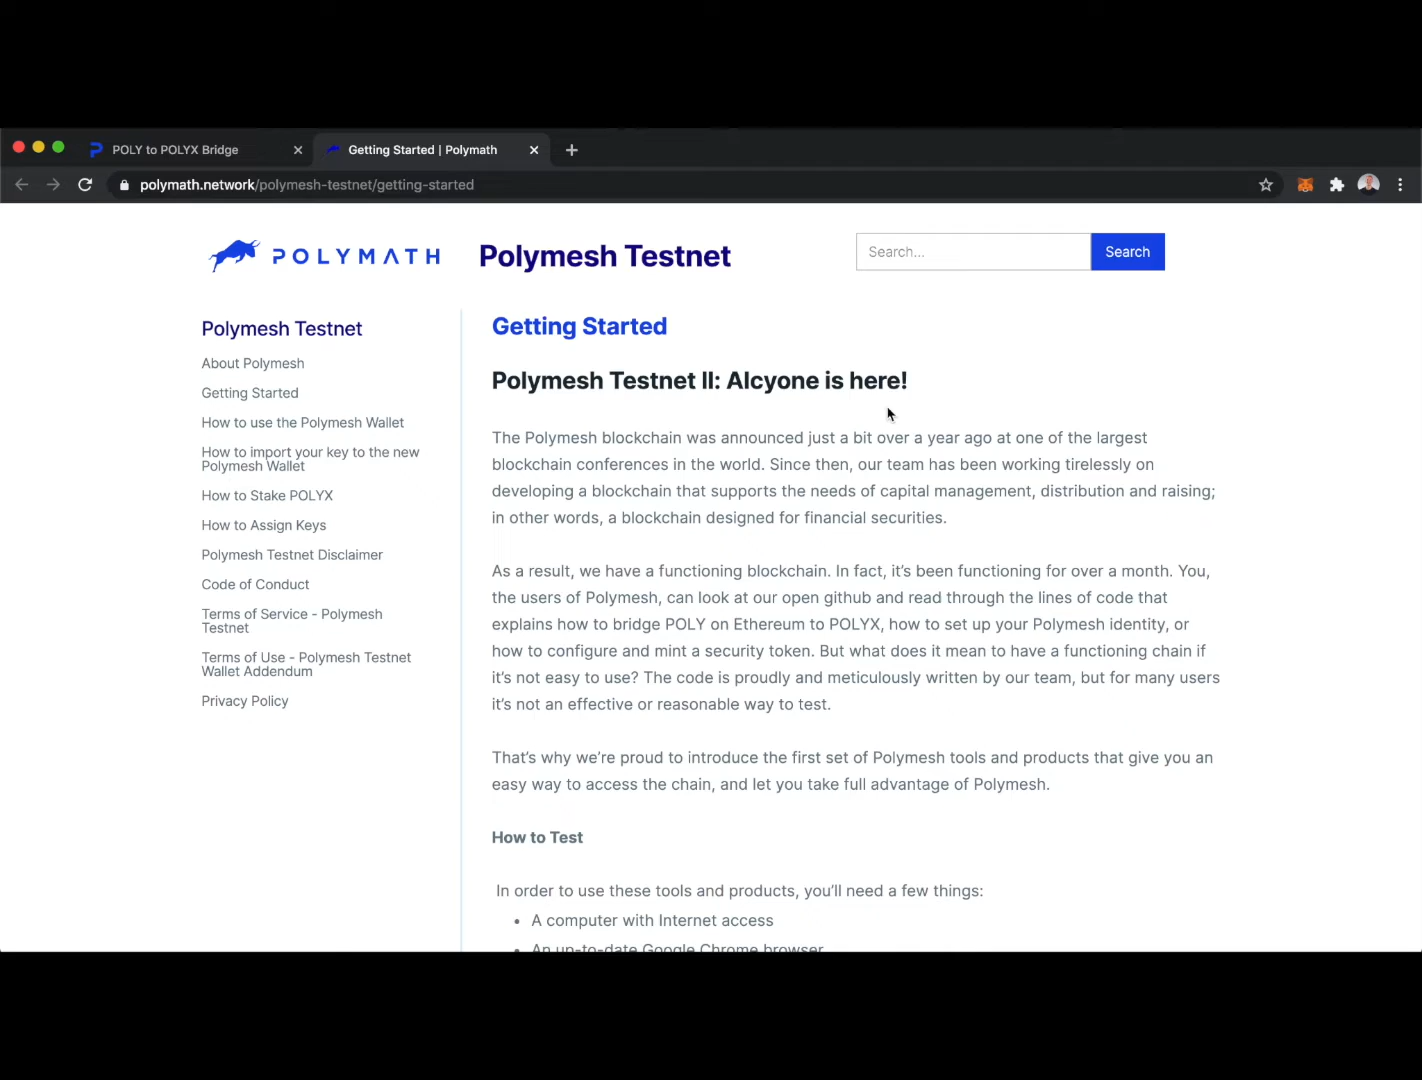 POLY to POLYX Bridge
Getting Started | Polymath
polymath.network/polymesh-testnet/getting-started
POLYMATH
Polymesh Testnet
Search...
Search
Polymesh Testnet
About Polymesh
Getting Started
How to use the Polymesh Wallet
How to import your key to the new
Polymesh Wallet
How to Stake POLYX
How to Assign Keys
Polymesh Testnet Disclaimer
Code of Conduct
Terms of Service - Polymesh
Testnet
Terms of Use - Polymesh Testnet
Wallet Addendum
Privacy Policy
Getting Started
Polymesh Testnet II: Alcyone is here!
The Polymesh blockchain was announced just a bit over a year ago at one of the largest
blockchain conferences in the world. Since then, our team has been working tirelessly on
developing a blockchain that supports the needs of capital management, distribution and raising;
in other words, a blockchain designed for financial securities.
As a result, we have a functioning blockchain. In fact, it’s been functioning for over a month. You,
the users of Polymesh, can look at our open github and read through the lines of code that
explains how to bridge POLY on Ethereum to POLYX, how to set up your Polymesh identity, or
how to configure and mint a security token. But what does it mean to have a functioning chain if
it’s not easy to use? The code is proudly and meticulously written by our team, but for many users
it’s not an effective or reasonable way to test.
That’s why we’re proud to introduce the first set of Polymesh tools and products that give you an
easy way to access the chain, and let you take full advantage of Polymesh.
How to Test
In order to use these tools and products, you’ll need a few things:
• A computer with Internet access
• An up-to-date Google Chrome browser